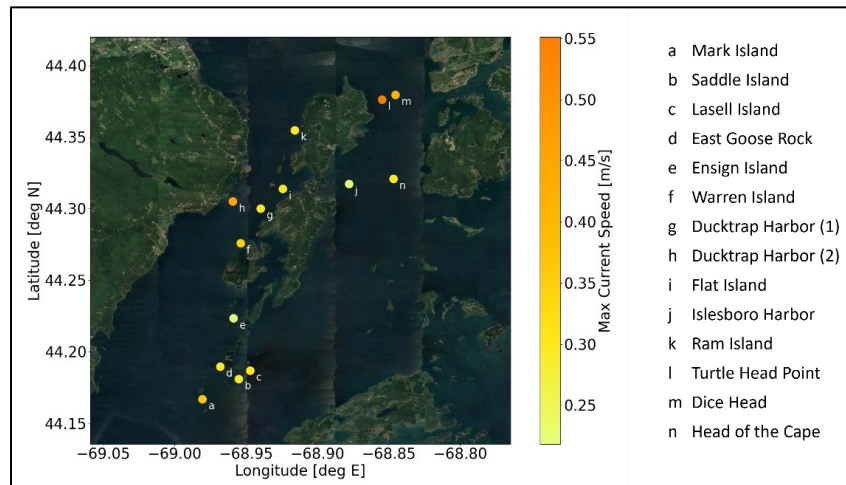 44.40
44.35
44.30
44.25
44.20
44.15
Latitude [deg N]
−69.05 −69.00 −68.95 −68.90 −68.85 −68.80
Longitude [deg E]
l
m
k
j
n
i
h
g
f
e
d
c
b
a
0.55
0.50
0.45
0.40
0.35
0.30
0.25
Max Current Speed [m/s]
a Mark Island
b Saddle Island
c Lasell Island
d East Goose Rock
e Ensign Island
f Warren Island
g Ducktrap Harbor (1)
h Ducktrap Harbor (2)
i Flat Island
j Islesboro Harbor
k Ram Island
l Turtle Head Point
m Dice Head
n Head of the Cape